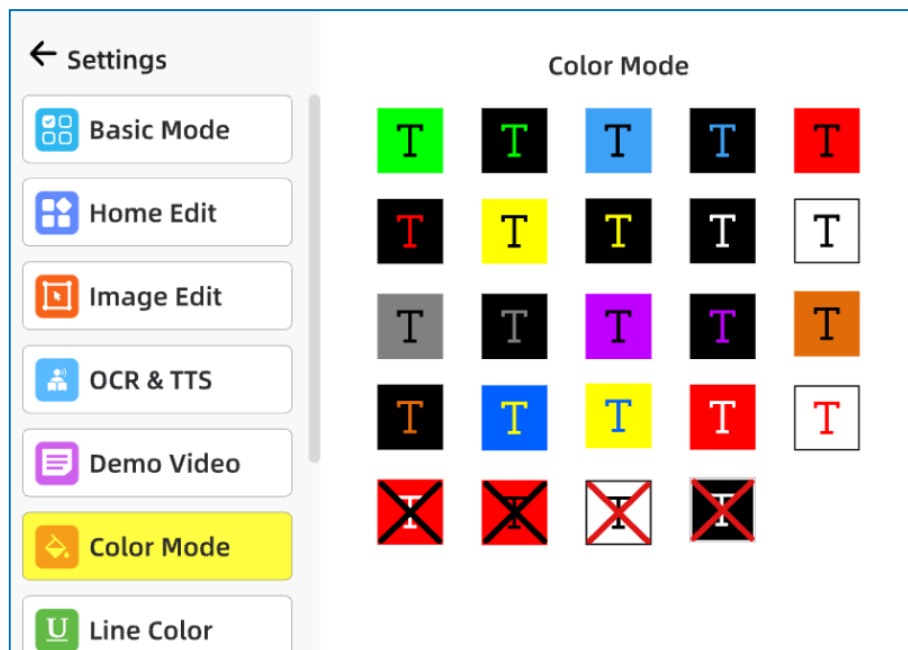 Settings
Basic Mode
Home Edit
Image Edit
OCR & TTS
Demo Video
Color Mode
U Line Color
Color Mode
T T T T T
T T T T T
T T T T T
T T T T T
T T T T